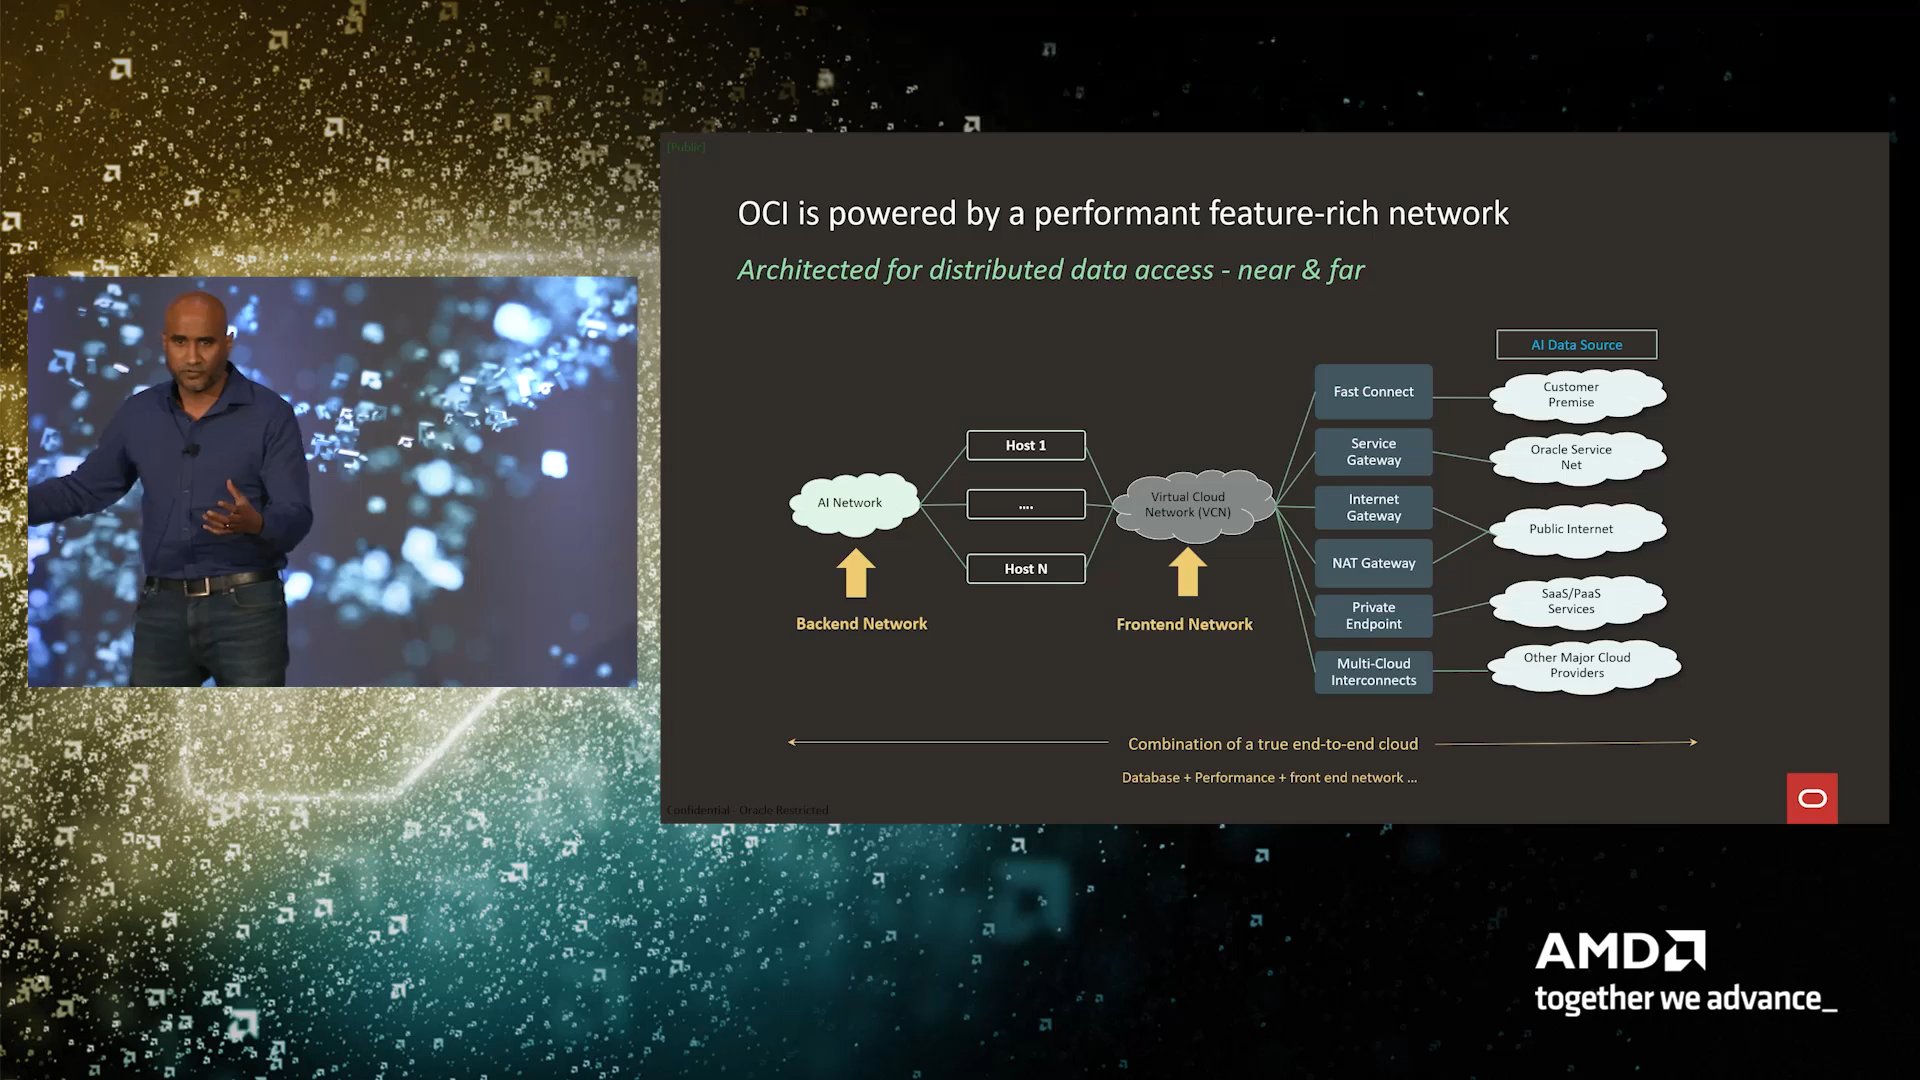 [Public]
OCI is powered by a performant feature-rich network
Architected for distributed data access - near & far
AI Data Source
Fast Connect
Customer
Premise
Host 1
Service
Gateway
Oracle Service
Net
AI Network
....
Virtual Cloud
Network (VCN)
Internet
Gateway
Public Internet
NAT Gateway
Host N
SaaS/PaaS
Services
Private
Endpoint
Backend Network
Frontend Network
Multi-Cloud
Interconnects
Other Major Cloud
Providers
Combination of a true end-to-end cloud
Database + Performance + front end network ...
Confidential - Oracle Restricted
AMD
together we advance_